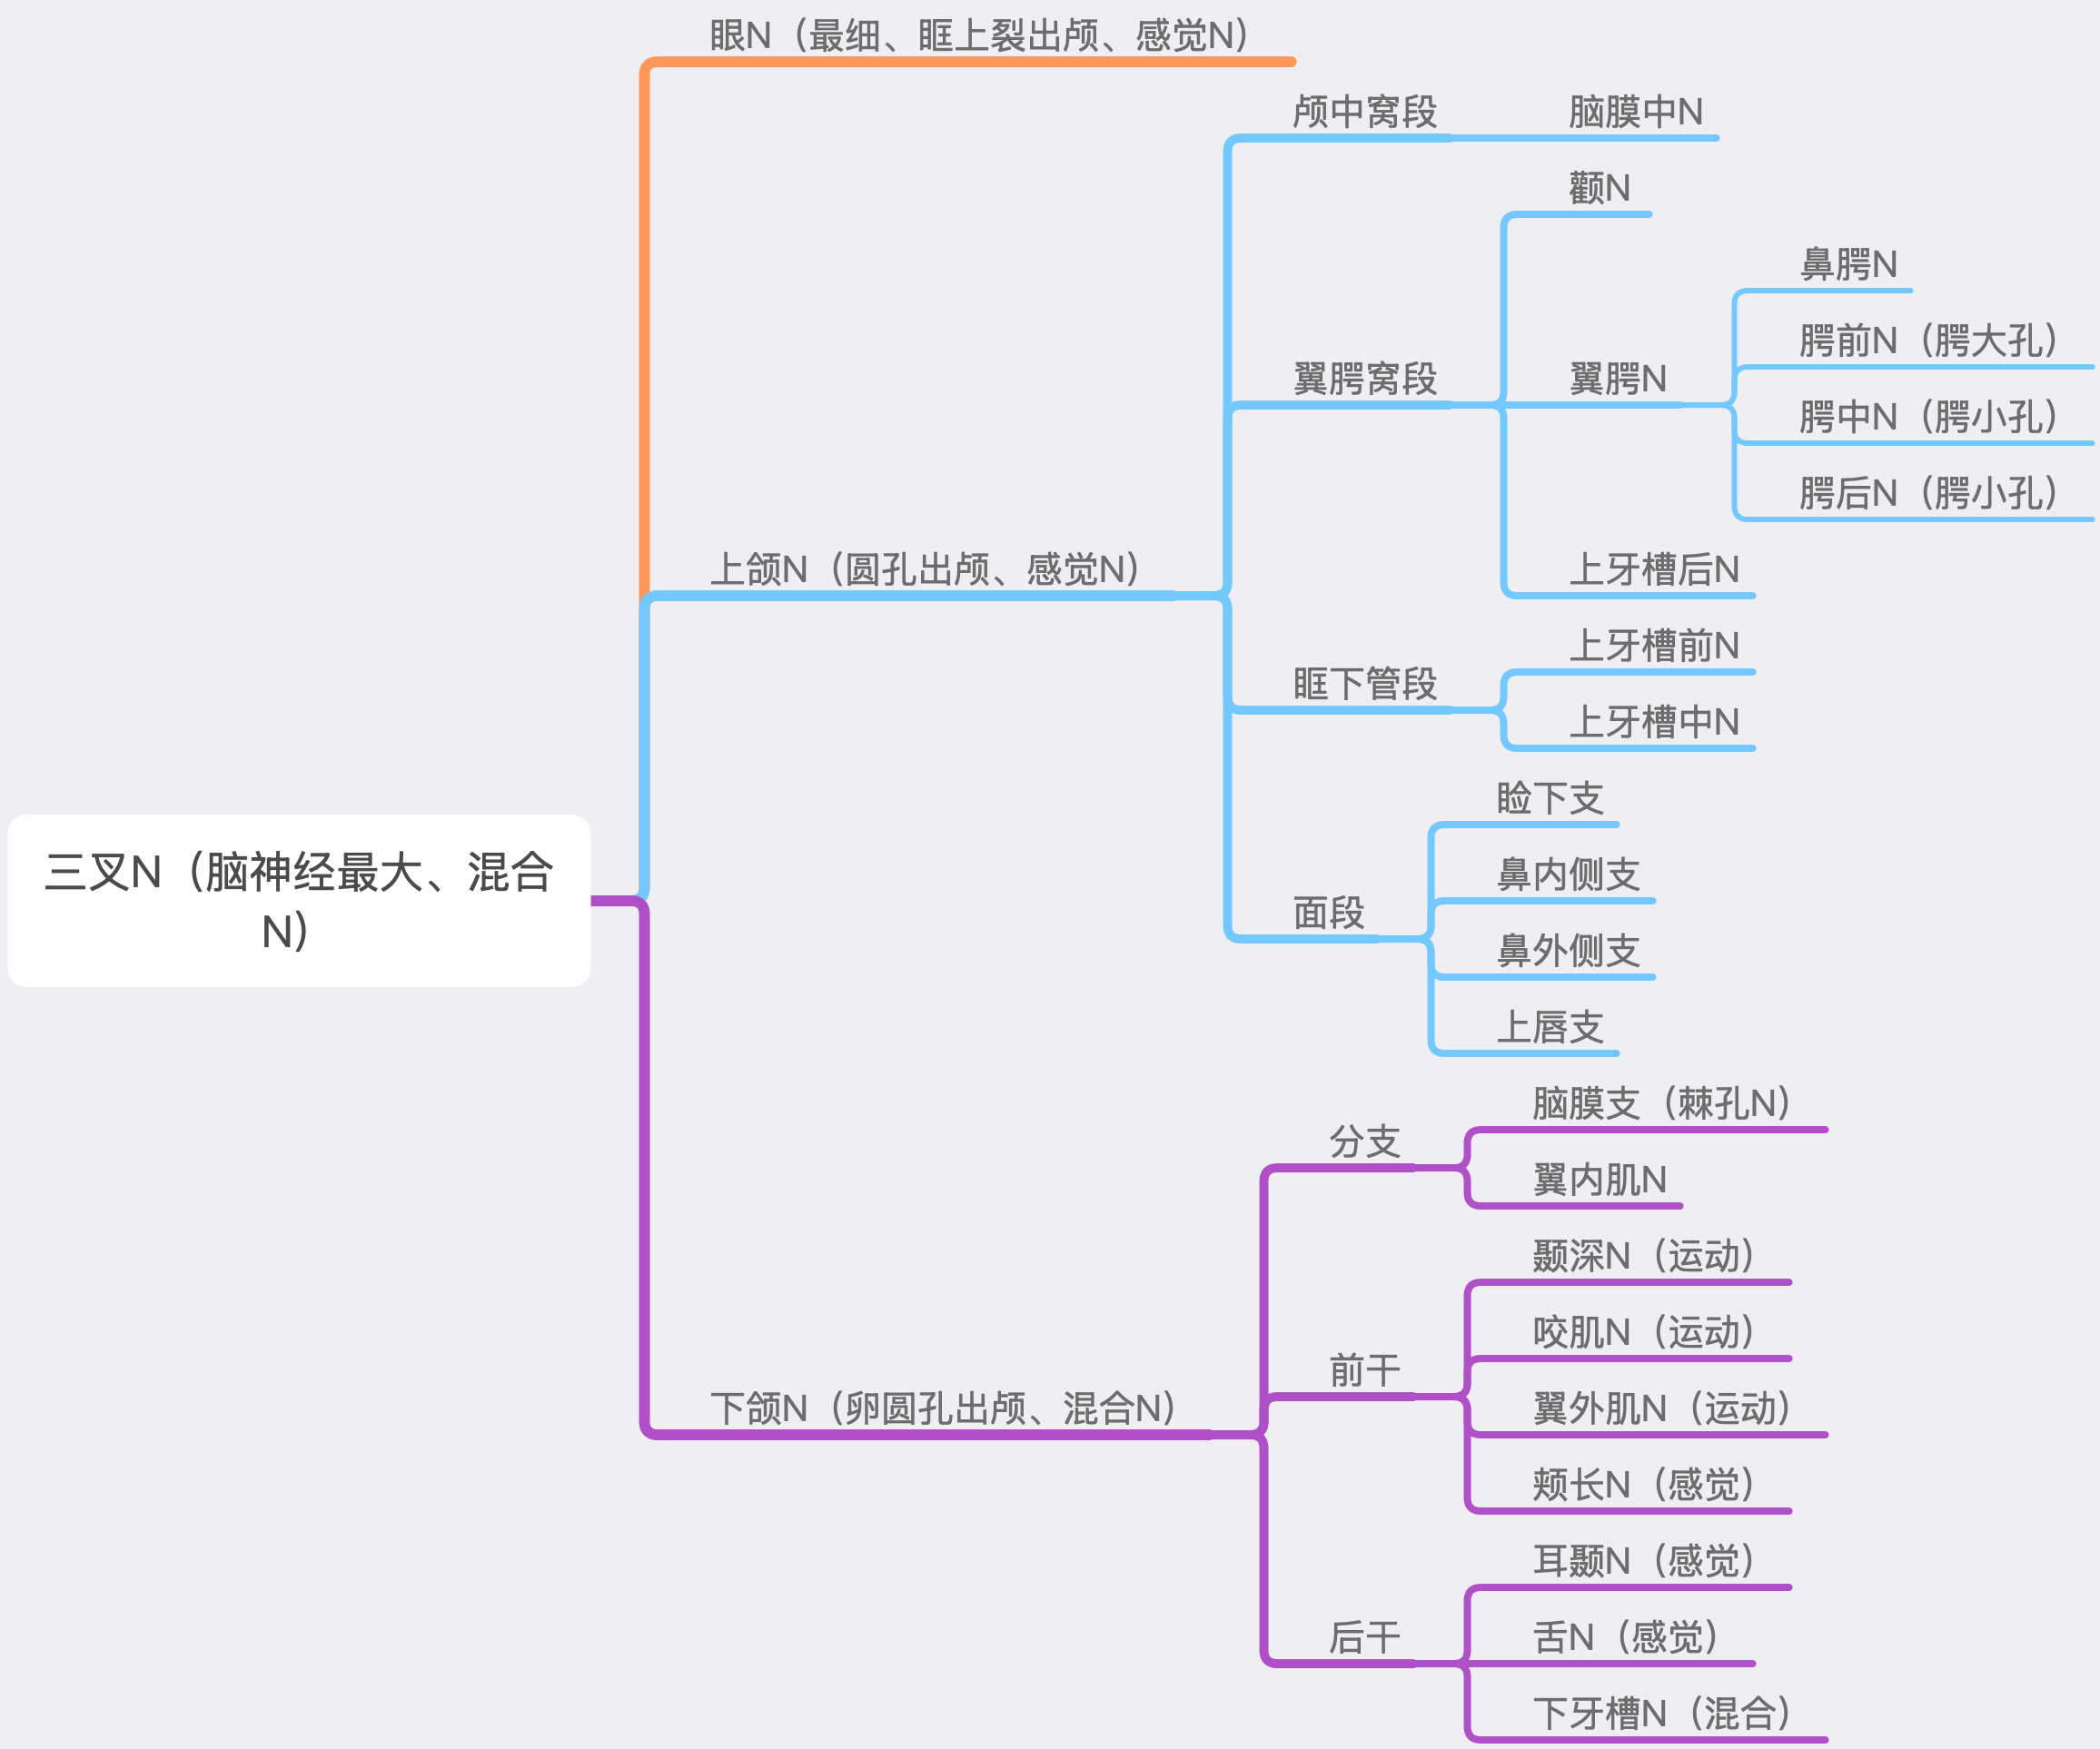 眼N（最细、眶上裂出颅、感觉N）
颅中窝段
脑膜中N
颧N
鼻腭N
腭前N（腭大孔）
翼腭窝段
翼腭N
腭中N（腭小孔）
腭后N（腭小孔）
上颌N（圆孔出颅、感觉N）
上牙槽后N
上牙槽前N
眶下管段
上牙槽中N
睑下支
三叉N（脑神经最大、混合
N）
鼻内侧支
面段
鼻外侧支
上唇支
脑膜支（棘孔N）
分支
翼内肌N
颞深N（运动）
咬肌N（运动）
前干
下颌N（卵圆孔出颅、混合N）
翼外肌N（运动）
颊长N（感觉）
耳颞N（感觉）
后干
舌N（感觉）
下牙槽N（混合）